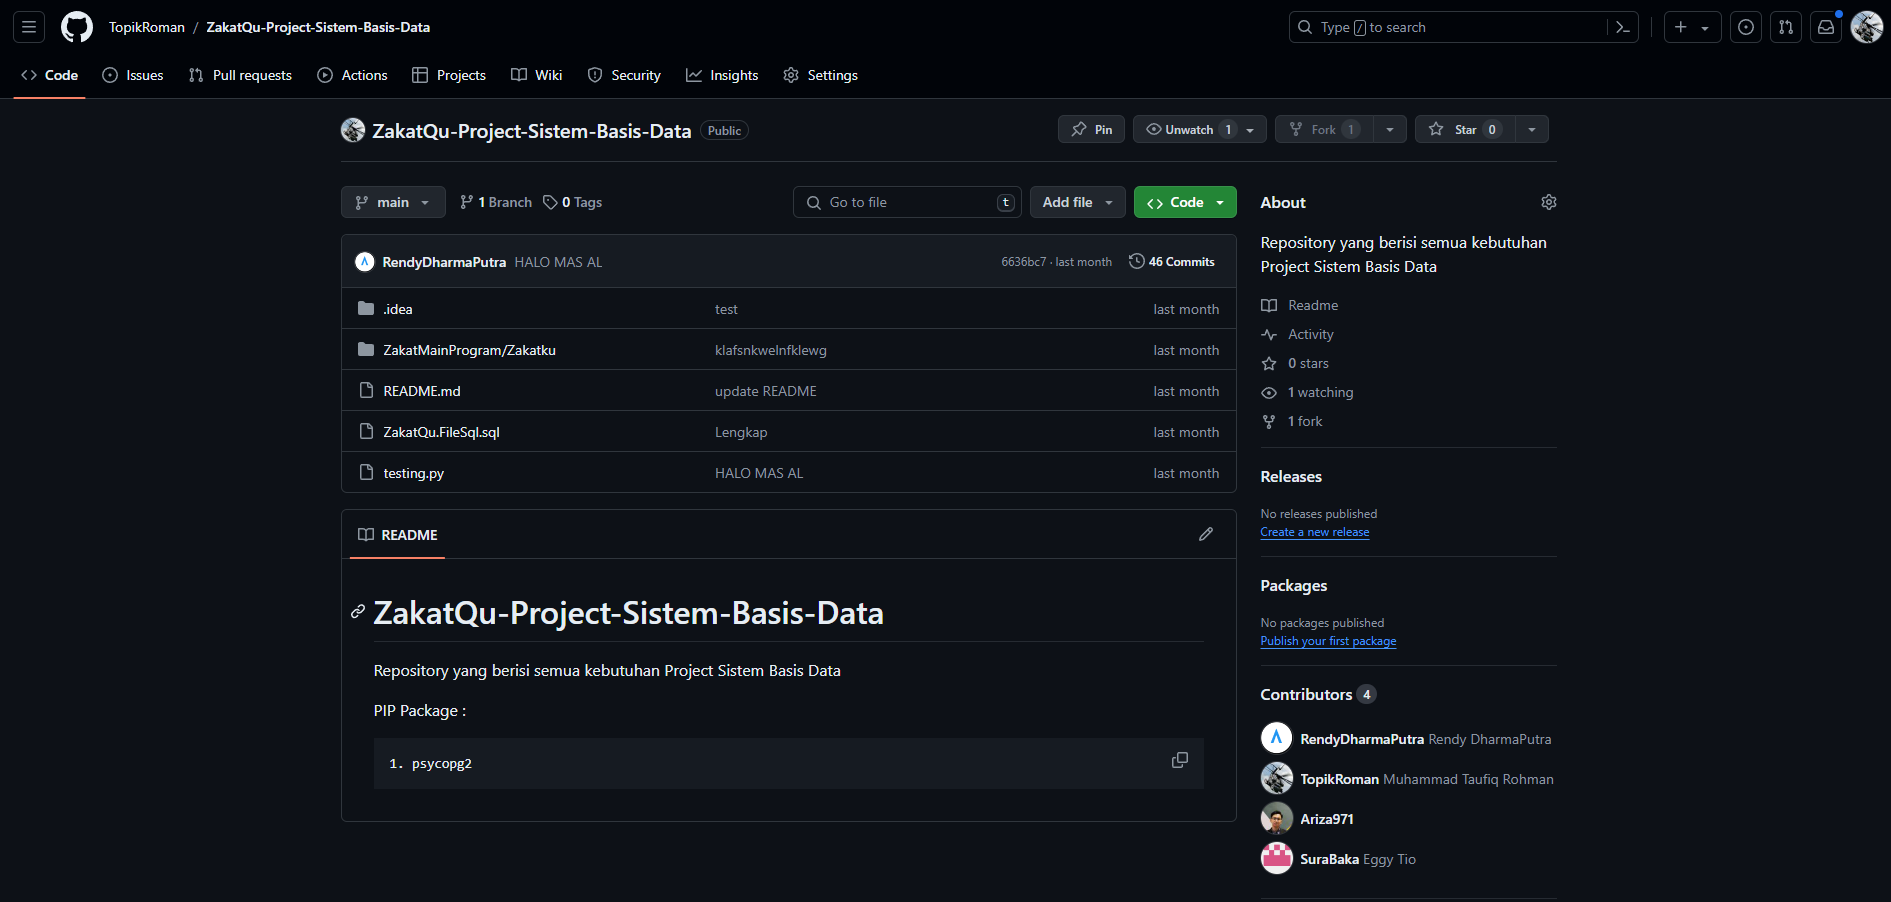 TopikRoman / ZakatQu-Project-Sistem-Basis-Data
Type / to search
Code Issues Pull requests Actions Projects Wiki Security Insights Settings
ZakatQu-Project-Sistem-Basis-Data Public
Pin Unwatch 1 Fork 1 Star 0
main 1 Branch 0 Tags Go to file t Add file Code
RendyDharmaPutra HALO MAS AL 6636bc7 · last month 46 Commits
.idea test last month
ZakatMainProgram/Zakatku klafsnkwelnfklewg last month
README.md update README last month
ZakatQu.FileSql.sql Lengkap last month
testing.py HALO MAS AL last month
README
ZakatQu-Project-Sistem-Basis-Data
Repository yang berisi semua kebutuhan Project Sistem Basis Data
PIP Package :
1. psycopg2
About
Repository yang berisi semua kebutuhan
Project Sistem Basis Data
Readme
Activity
0 stars
1 watching
1 fork
Releases
No releases published
Create a new release
Packages
No packages published
Publish your first package
Contributors 4
RendyDharmaPutra Rendy DharmaPutra
TopikRoman Muhammad Taufiq Rohman
Ariza971
SuraBaka Eggy Tio